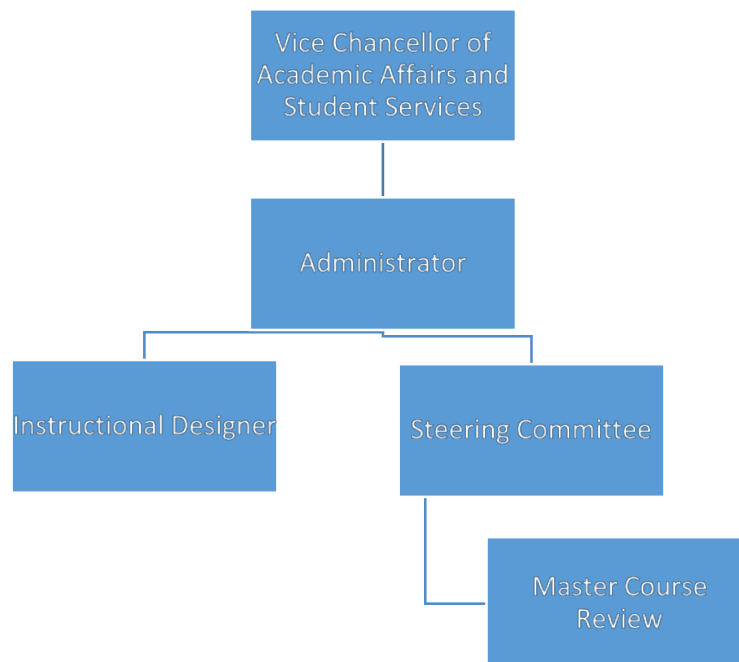 Vice Chancellor of
Academic Affairs and
Student Services
Administrator
Instructional Designer
Steering Committee
Master Course
Review